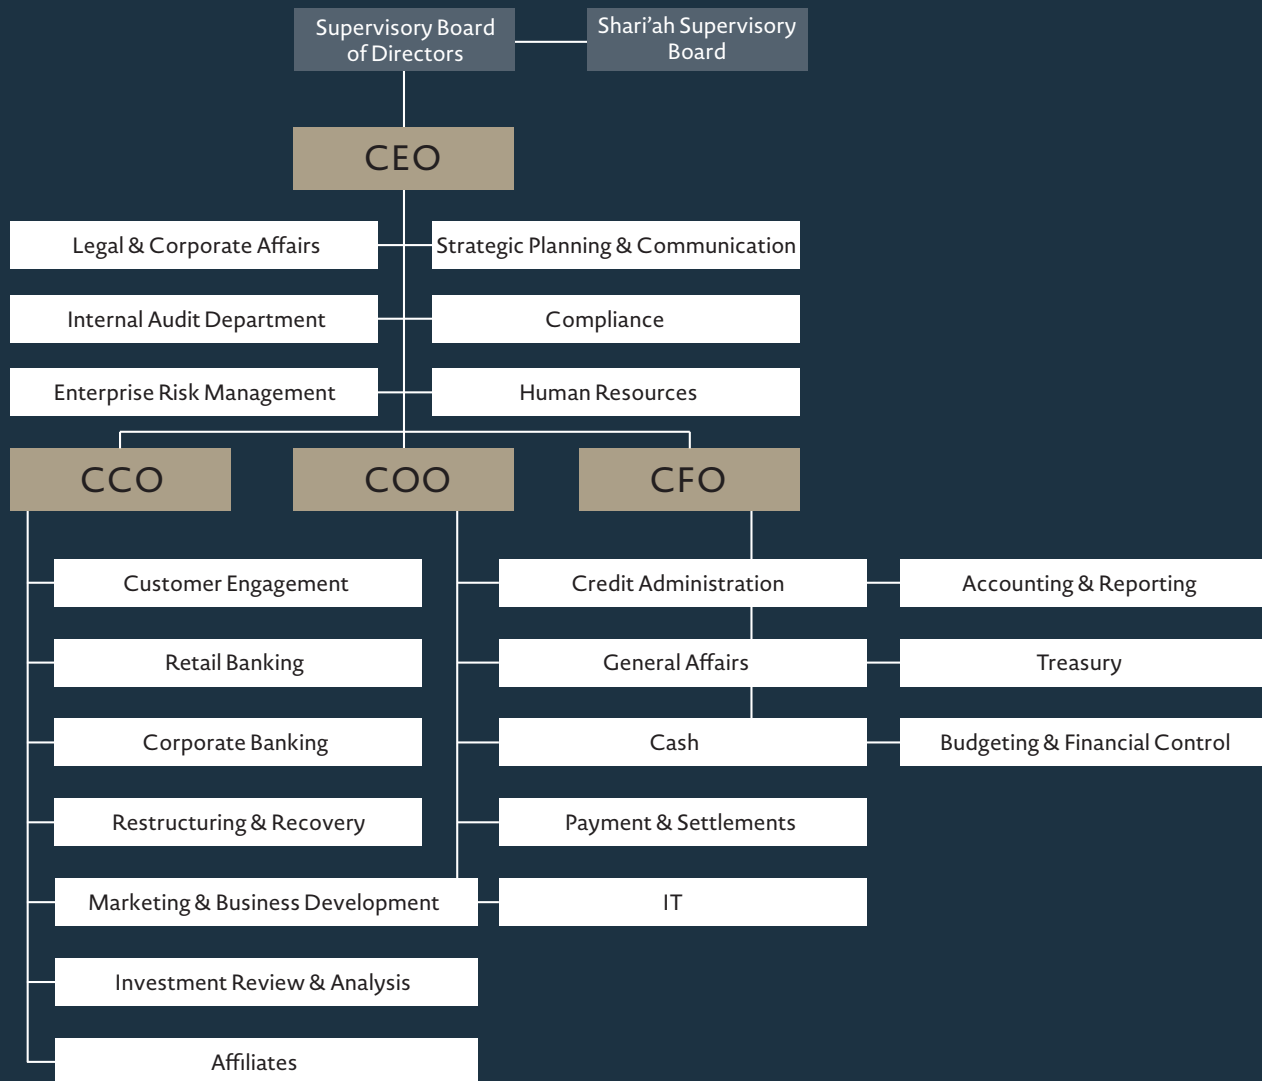 Supervisory Board
of Directors
Shari’ah Supervisory
Board
CEO
Legal & Corporate Affairs
Strategic Planning & Communication
Internal Audit Department
Compliance
Enterprise Risk Management
Human Resources
CCO
COO
CFO
Customer Engagement
Credit Administration
Accounting & Reporting
Retail Banking
General Affairs
Treasury
Corporate Banking
Cash
Budgeting & Financial Control
Restructuring & Recovery
Payment & Settlements
Marketing & Business Development
IT
Investment Review & Analysis
Affiliates